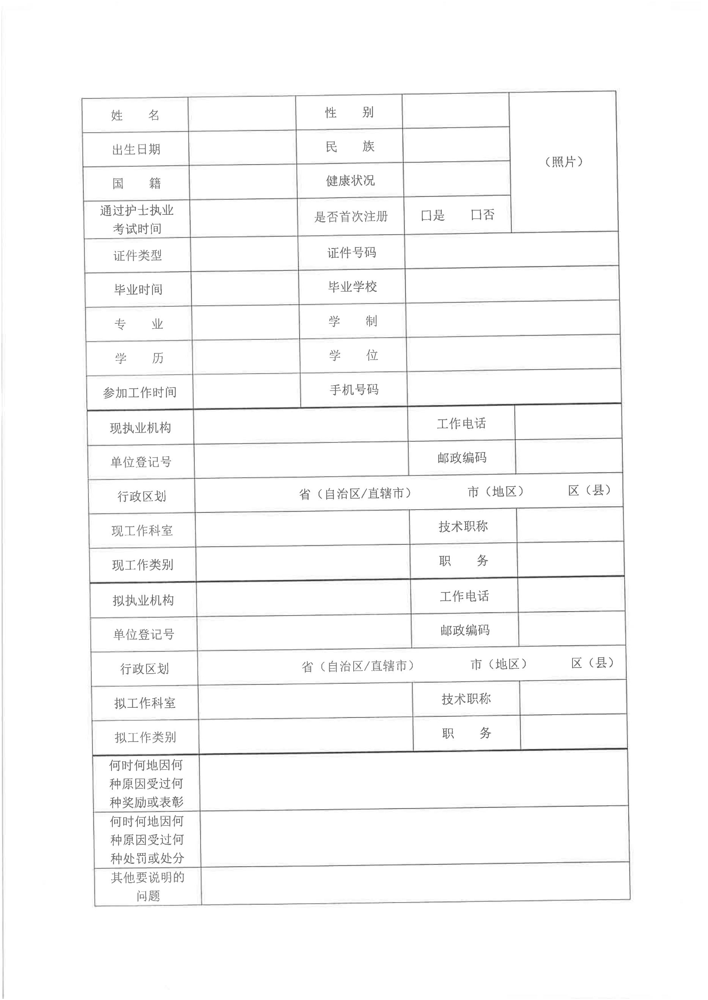 姓 名 性 别
出生日期 民 族
(照片)
国 籍 健康状况
通过护士执业
考试时间
是否首次注册 口是 口否
证件类型 证件号码
毕业时间 毕业学校
专 业 学 制
学 历 学 位
参加工作时间 手机号码
现执业机构 工作电话
单位登记号 邮政编码
行政区划 省(自治区/直辖市) 市(地区) 区(县)
现工作科室 技术职称
现工作类别 职 务
拟执业机构 工作电话
单位登记号 邮政编码
行政区划 省(自治区/直辖市) 市(地区) 区(县)
拟工作科室 技术职称
拟工作类别 职 务
何时何地因何
种原因受过何
种奖励或表彰
何时何地因何
种原因受过何
种处罚或处分
其他要说明的
问题